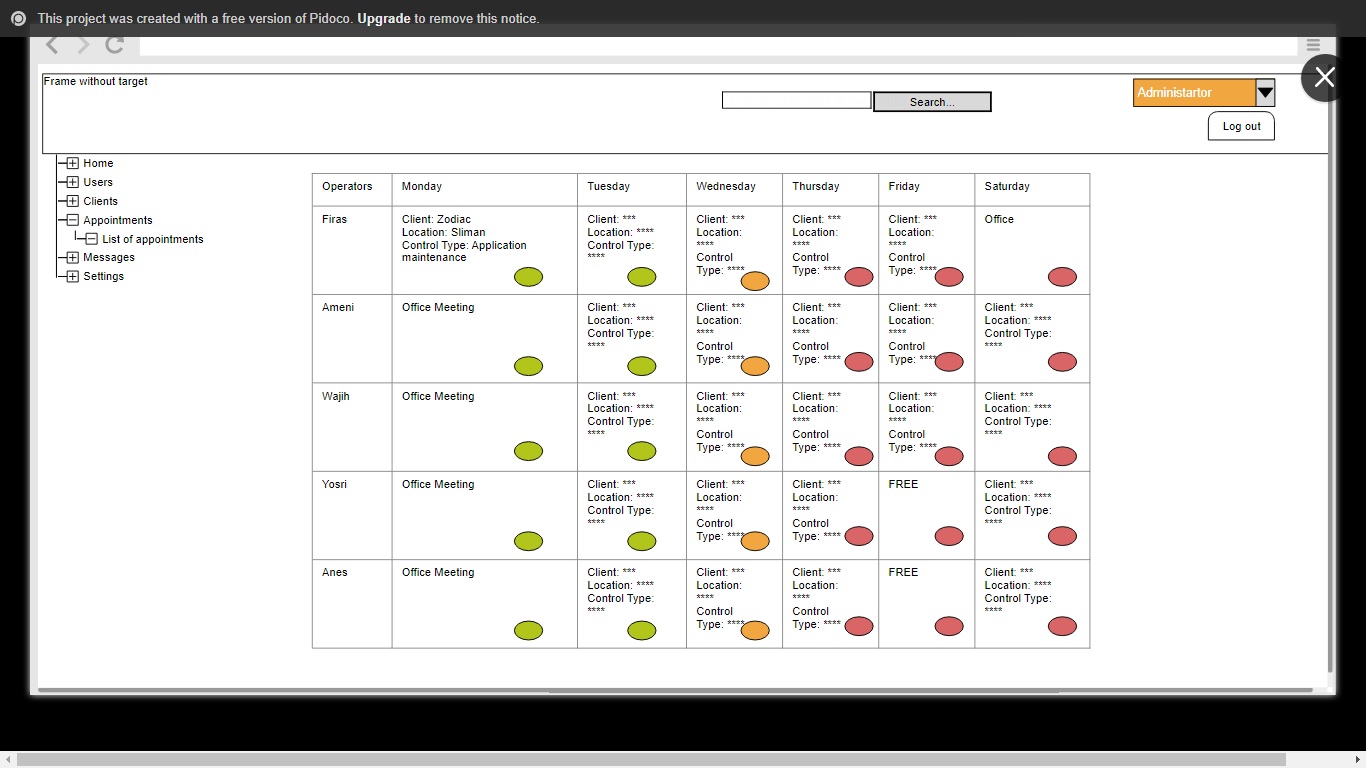 This project was created with a free version of Pidoco. Upgrade to remove this notice.
Frame without target
Administartor
Search...
Log out
Home
Users
Clients
Appointments
List of appointments
Messages
Settings
Operators Monday Tuesday Wednesday Thursday Friday Saturday
Firas
Client: Zodiac
Location: Sliman
Control Type: Application
maintenance
Client: ***
Location: ****
Control Type:
****
Client: ***
Location:
****
Control
Type: ****
Client: ***
Location:
****
Control
Type: ****
Client: ***
Location:
****
Control
Type: ****
Office
Ameni
Office Meeting
Client: ***
Location: ****
Control Type:
****
Client: ***
Location:
****
Control
Type: ****
Client: ***
Location:
****
Control
Type: ****
Client: ***
Location:
****
Control
Type: ****
Client: ***
Location: ****
Control Type:
****
Wajih
Office Meeting
Client: ***
Location: ****
Control Type:
****
Client: ***
Location:
****
Control
Type: ****
Client: ***
Location:
****
Control
Type: ****
Client: ***
Location:
****
Control
Type: ****
Client: ***
Location: ****
Control Type:
****
Yosri
Office Meeting
Client: ***
Location: ****
Control Type:
****
Client: ***
Location:
****
Control
Type: ****
Client: ***
Location:
****
Control
Type: ****
FREE
Client: ***
Location: ****
Control Type:
****
Anes
Office Meeting
Client: ***
Location: ****
Control Type:
****
Client: ***
Location:
****
Control
Type: ****
Client: ***
Location:
****
Control
Type: ****
FREE
Client: ***
Location: ****
Control Type:
****